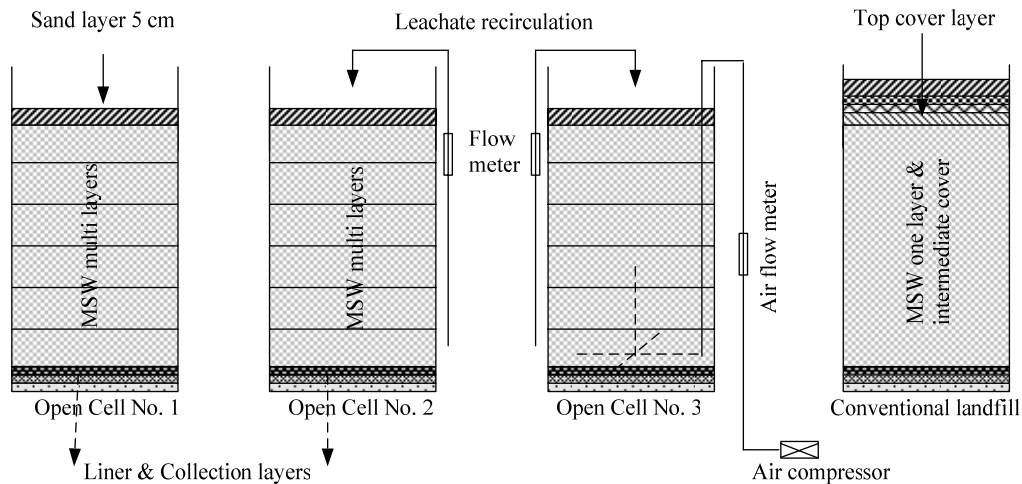 Sand layer 5 cm
Leachate recirculation
Top cover layer
MSW multi layers
MSW multi layers
Flow
meter
Air flow meter
MSW one layer &
intermediate cover
Open Cell No. 1
Open Cell No. 2
Open Cell No. 3
Conventional landfill
Liner & Collection layers
Air compressor